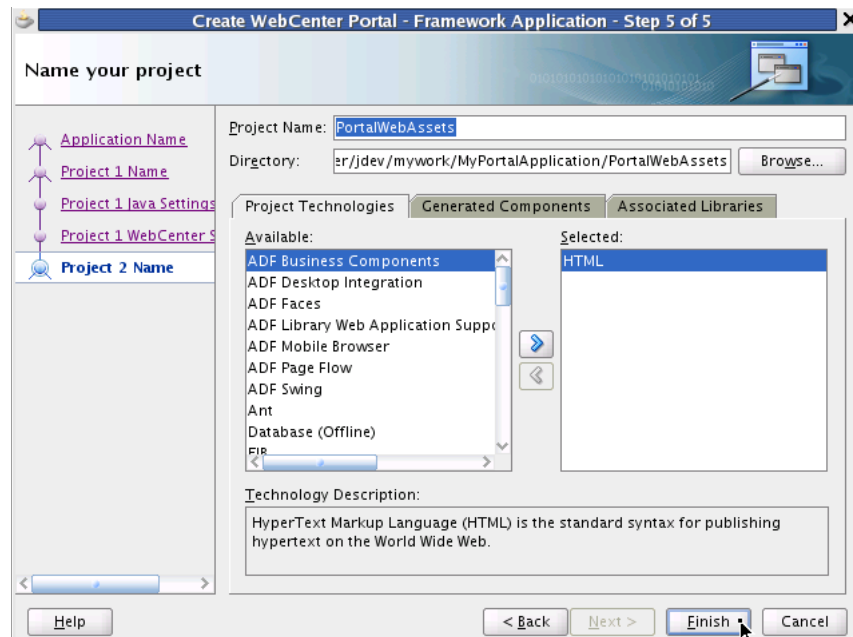 Create WebCenter Portal - Framework Application - Step 5 of 5
Name your project
Application Name
Project 1 Name
Project 1 Java Settings
Project 1 WebCenter S
Project 2 Name
Project Name: PortalWebAssets
Directory: er/jdev/mywork/MyPortalApplication/PortalWebAssets Browse...
Project Technologies Generated Components Associated Libraries
Available: Selected:
ADF Business Components HTML
ADF Desktop Integration
ADF Faces
ADF Library Web Application Suppo
ADF Mobile Browser
ADF Page Flow
ADF Swing
Ant
Database (Offline)
EJB
Technology Description:
HyperText Markup Language (HTML) is the standard syntax for publishing
hypertext on the World Wide Web.
Help < Back Next > Finish Cancel